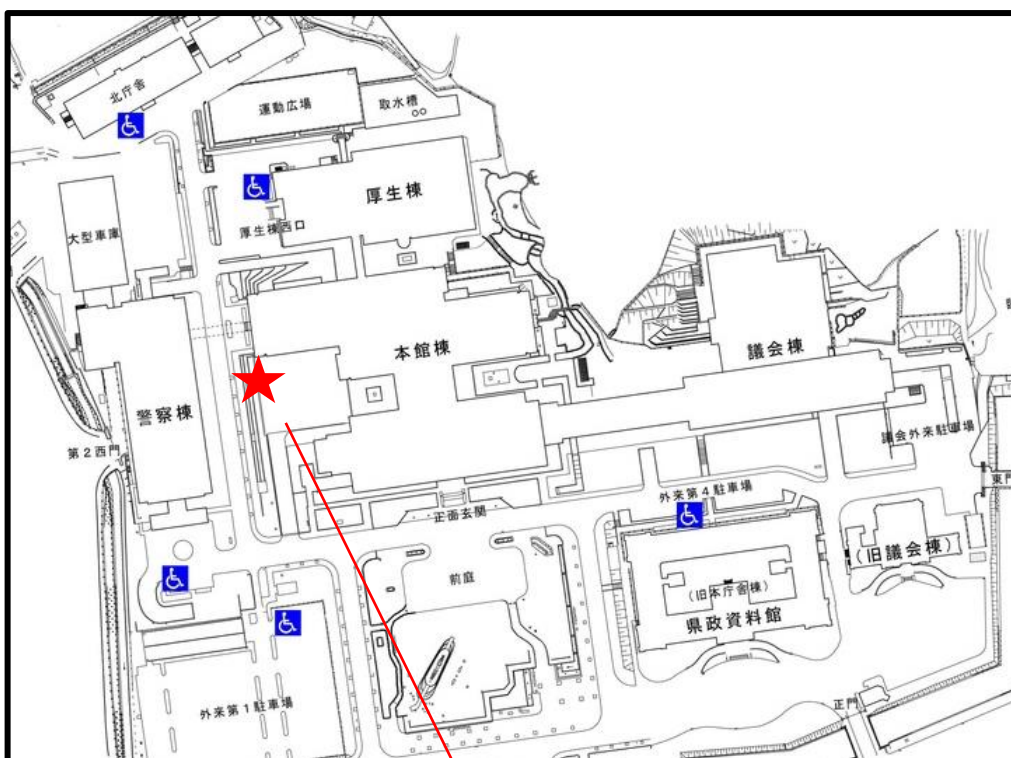 北庁舎
運動広場
取水槽
厚生棟
厚生棟西口
大型車庫
本館棟
議会棟
警察棟
第2西門
議会外来駐車場
東門
外来第4駐車場
正面玄関
(旧議会棟)
前庭
(旧本庁舎棟)
県政資料館
外来第1駐車場
正門